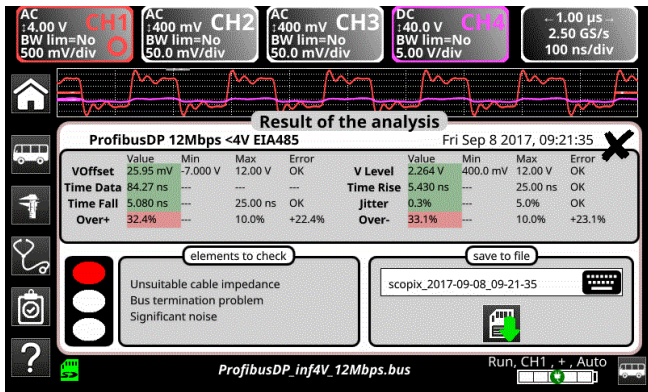 AC
↕4.00 V CH1
BW lim=No
500 mV/div
AC
↕400 mV CH2
BW lim=No
50.0 mV/div
AC
↕400 mV CH3
BW lim=No
50.0 mV/div
DC
↕40.0 V CH4
BW lim=No
5.00 V/div
←1.00 µs→
2.50 GS/s
100 ns/div
Result of the analysis
ProfibusDP 12Mbps <4V EIA485 Fri Sep 8 2017, 09:21:35
Value Min Max Error Value Min Max Error
VOffset 25.95 mV -7.000 V 12.00 V OK V Level 2.264 V 400.0 mV 12.00 V OK
Time Data 84.27 ns --- --- --- Time Rise 5.430 ns --- 25.00 ns OK
Time Fall 5.080 ns --- 25.00 ns OK Jitter 0.3% --- 5.0% OK
Over+ 32.4% --- 10.0% +22.4% Over- 33.1% --- 10.0% +23.1%
elements to check
Unsuitable cable impedance
Bus termination problem
Significant noise
save to file
scopix_2017-09-08_09-21-35
?
ProfibusDP_inf4V_12Mbps.bus
Run, CH1 , + , Auto